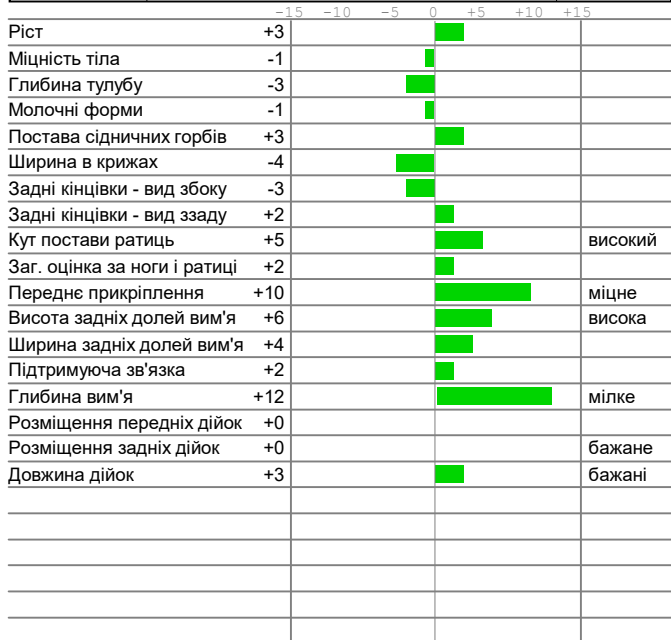 -15 -10 -5 0 +5 +10 +15
Ріст +3
Міцність тіла -1
Глибина тулубу -3
Молочні форми -1
Постава сідничних горбів +3
Ширина в крижах -4
Задні кінцівки - вид збоку -3
Задні кінцівки - вид ззаду +2
Кут постави ратиць +5 високий
Заг. оцінка за ноги і ратиці +2
Переднє прикріплення +10 міцне
Висота задніх долей вим'я +6 висока
Ширина задніх долей вим'я +4
Підтримуюча зв'язка +2
Глибина вим'я +12 мілке
Розміщення передніх дійок +0
Розміщення задніх дійок +0 бажане
Довжина дійок +3 бажані